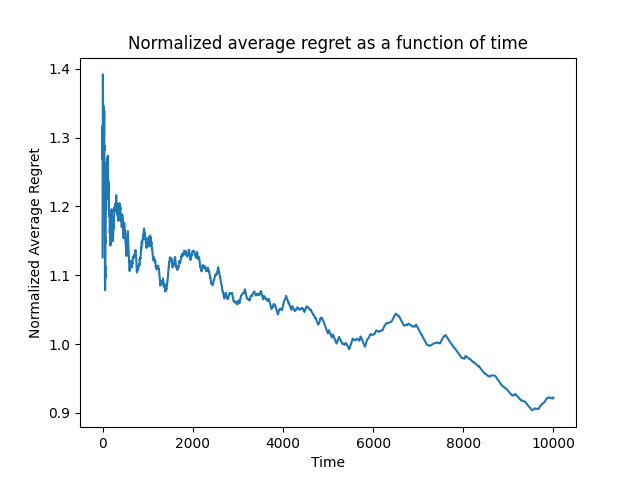 Normalized average regret as a function of time
Normalized Average Regret
1.4
1.3
1.2
1.1
1.0
0.9
0 2000 4000 6000 8000 10000
Time